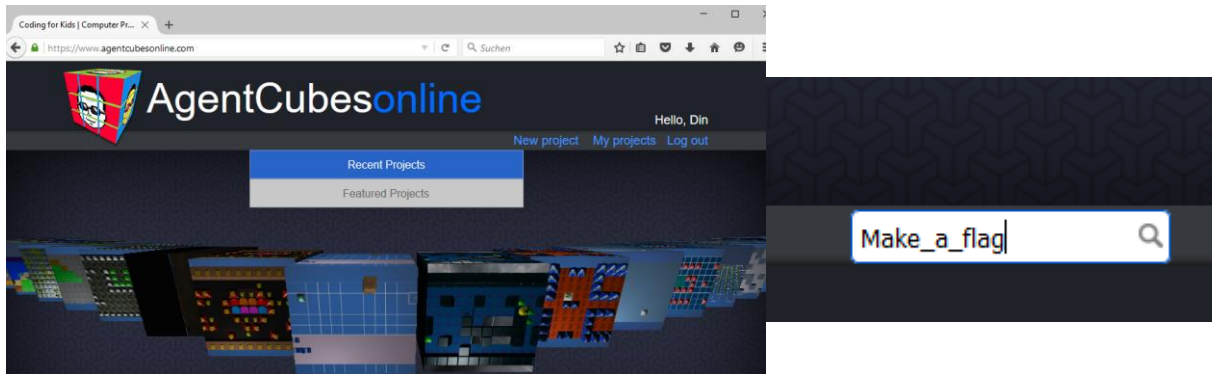 Coding for Kids | Computer Pr...
https://www.agentcubesonline.com
Suchen
AgentCubesonline
Hello, Din
New project My projects Log out
Recent Projects
Featured Projects
Make_a_flag